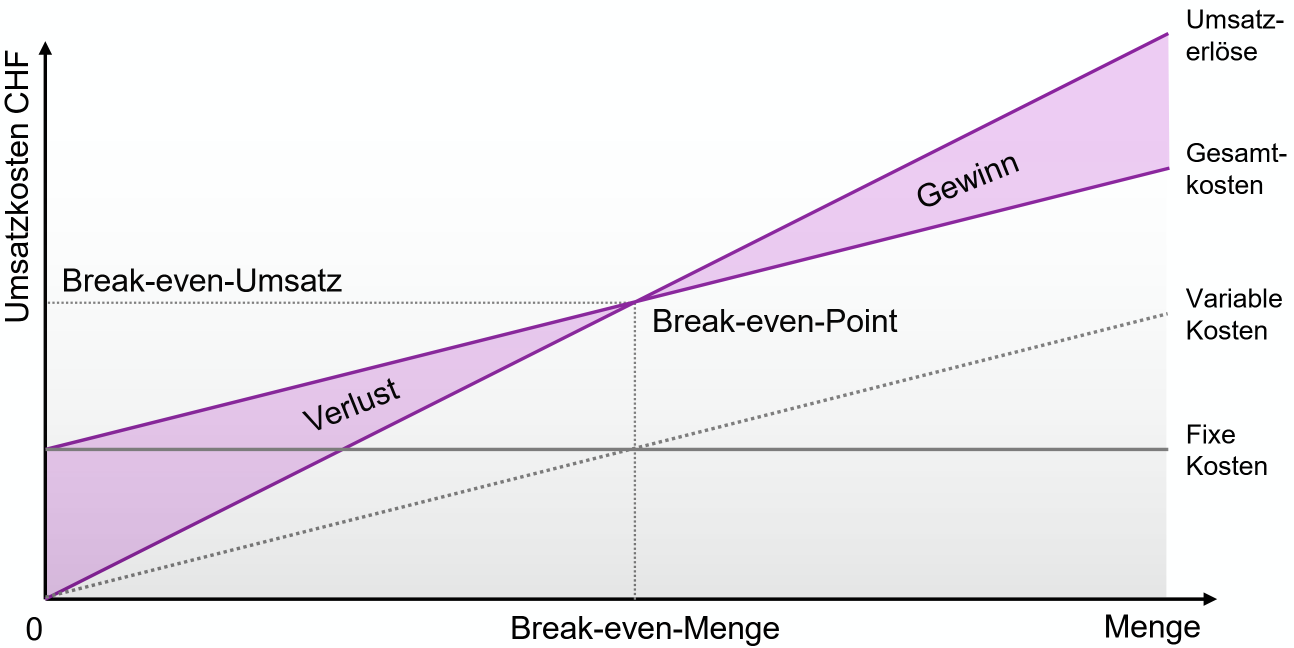 Umsatz-
erlöse
Umsatzkosten CHF
Gesamt-
kosten
Gewinn
Break-even-Umsatz
Break-even-Point
Variable
Kosten
Verlust
Fixe
Kosten
0
Break-even-Menge
Menge